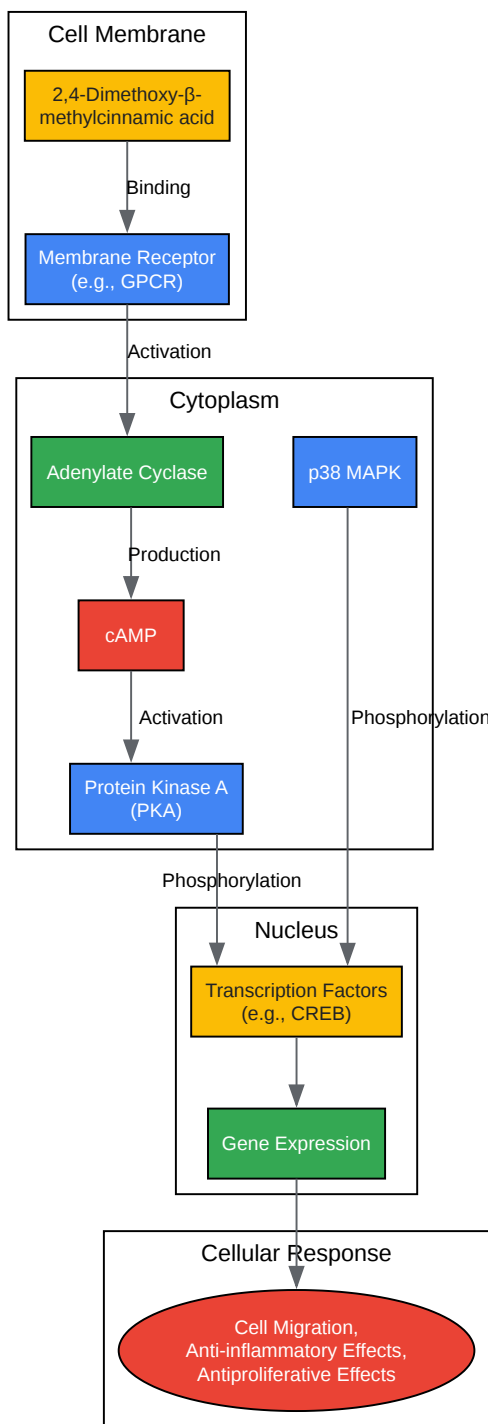 Cell Membrane
2,4-Dimethoxy-β-
methylcinnamic acid
Binding
Membrane Receptor
(e.g., GPCR)
Activation
Cytoplasm
Adenylate Cyclase
p38 MAPK
Production
cAMP
Activation
Phosphorylation
Protein Kinase A
(PKA)
Phosphorylation
Nucleus
Transcription Factors
(e.g., CREB)
Gene Expression
Cellular Response
Cell Migration,
Anti-inflammatory Effects,
Antiproliferative Effects